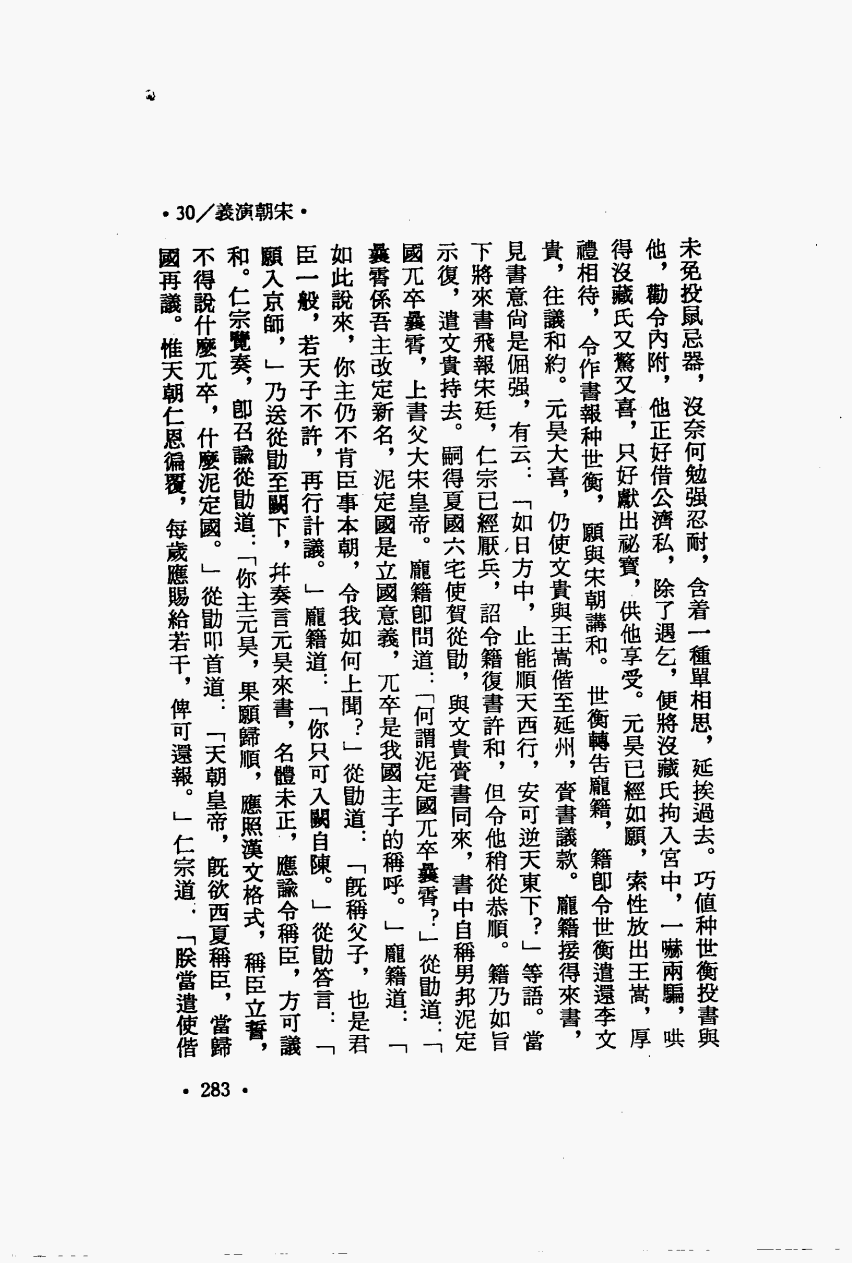 •30／義演朝宋•
未免投鼠忌器，沒奈何勉强忍耐，含着一種單相思，延挨過去。巧值种世衡投書與
他，勸令內附，他正好借公濟私，除了遇乞，便將沒藏氏拘入宮中，一嚇兩騙，哄
得沒藏氏又驚又喜，只好獻出祕寶，供他享受。元昊已經如願，索性放出王嵩，厚
禮相待，令作書報种世衡，願與宋朝講和。世衡轉告龐籍，籍卽令世衡遣還李文
貴，往議和約。元昊大喜，仍使文貴與王嵩偕至延州，賫書議款。龐籍接得來書，
見書意尙是倔强，有云：「如日方中，止能順天西行，安可逆天東下？」等語。當
下將來書飛報宋廷，仁宗已經厭兵，詔令籍復書許和，但令他稍從恭順。籍乃如旨
示復，遣文貴持去。嗣得夏國六宅使賀從勖，與文貴賫書同來，書中自稱男邦泥定
國兀卒曩霄，上書父大宋皇帝。龐籍卽問道：「何謂泥定國兀卒曩霄？」從勖道：「
曩霄係吾主改定新名，泥定國是立國意義，兀卒是我國主子的稱呼。」龐籍道：「
如此說來，你主仍不肯臣事本朝，令我如何上聞？」從勖道：「旣稱父子，也是君
臣一般，若天子不許，再行計議。」龐籍道：「你只可入闕自陳。」從勖答言：「
願入京師，」乃送從勖至闕下，幷奏言元昊來書，名體未正，應諭令稱臣，方可議
和。仁宗覽奏，卽召諭從勖道：「你主元昊，果願歸順，應照漢文格式，稱臣立誓，
不得說什麼兀卒，什麼泥定國。」從勖叩首道：「天朝皇帝，旣欲西夏稱臣，當歸
國再議。惟天朝仁恩徧覆，每歲應賜給若干，俾可還報。」仁宗道：「朕當遣使偕
•283•